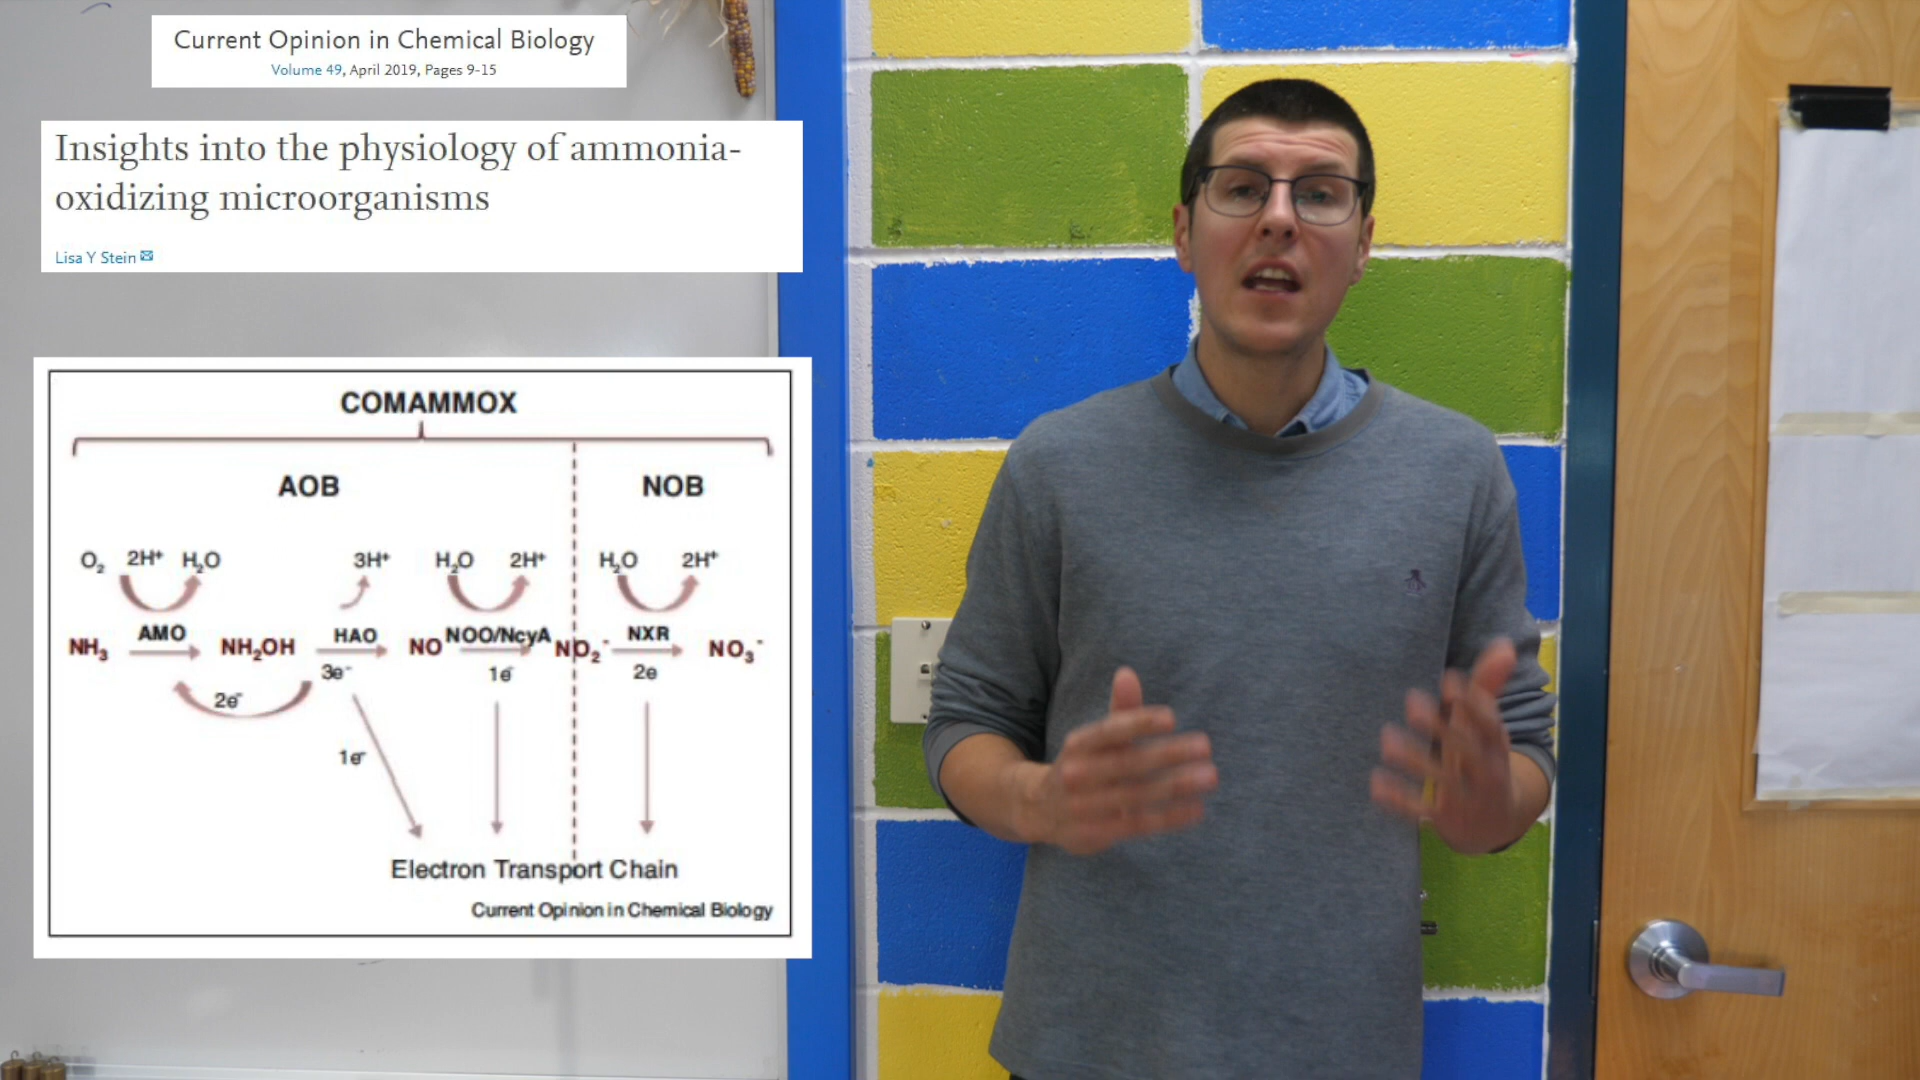 Current Opinion in Chemical Biology
Volume 49, April 2019, Pages 9-15
Insights into the physiology of ammonia-
oxidizing microorganisms
Lisa Y Stein
COMAMMOX
AOB NOB
O₂ 2H⁺ H₂O 3H⁺ H₂O 2H⁺ H₂O 2H⁺
AMO HAO NOO/NcyA NXR
NH₃ NH₂OH NO NO₂⁻ NO₃⁻
3e⁻ 1e⁻ 2e
2e⁻
1e⁻
Electron Transport Chain
Current Opinion in Chemical Biology